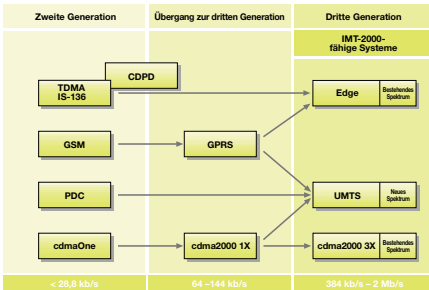 Zweite Generation
Übergang zur dritten Generation
Dritte Generation
IMT-2000-
fähige Systeme
CDPD
TDMA
IS-136
Edge
Bestehendes
Spektrum
GSM
GPRS
PDC
UMTS
Neues
Spektrum
cdmaOne
cdma2000 1X
cdma2000 3X
Bestehendes
Spektrum
< 28,8 kb/s
64 –144 kb/s
384 kb/s – 2 Mb/s